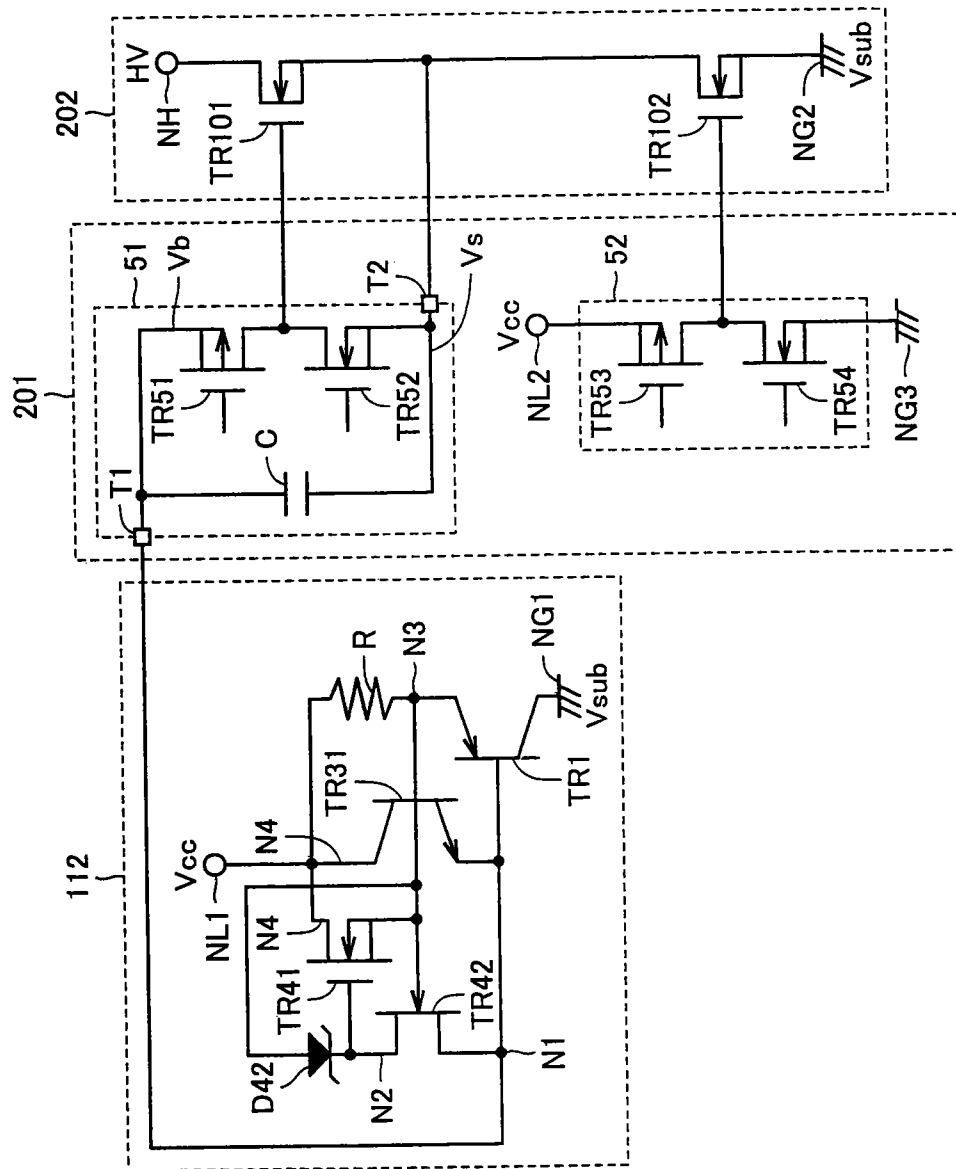 112
NL1
Vcc
N4
N4
R
N3
TR31
TR41
D42
N2
TR42
N1
TR1
NG1
Vsub
201
T1
51
Vb
TR51
C
TR52
T2
Vs
Vcc
NL2
52
TR53
TR54
NG3
202
NH
HV
TR101
TR102
NG2
Vsub